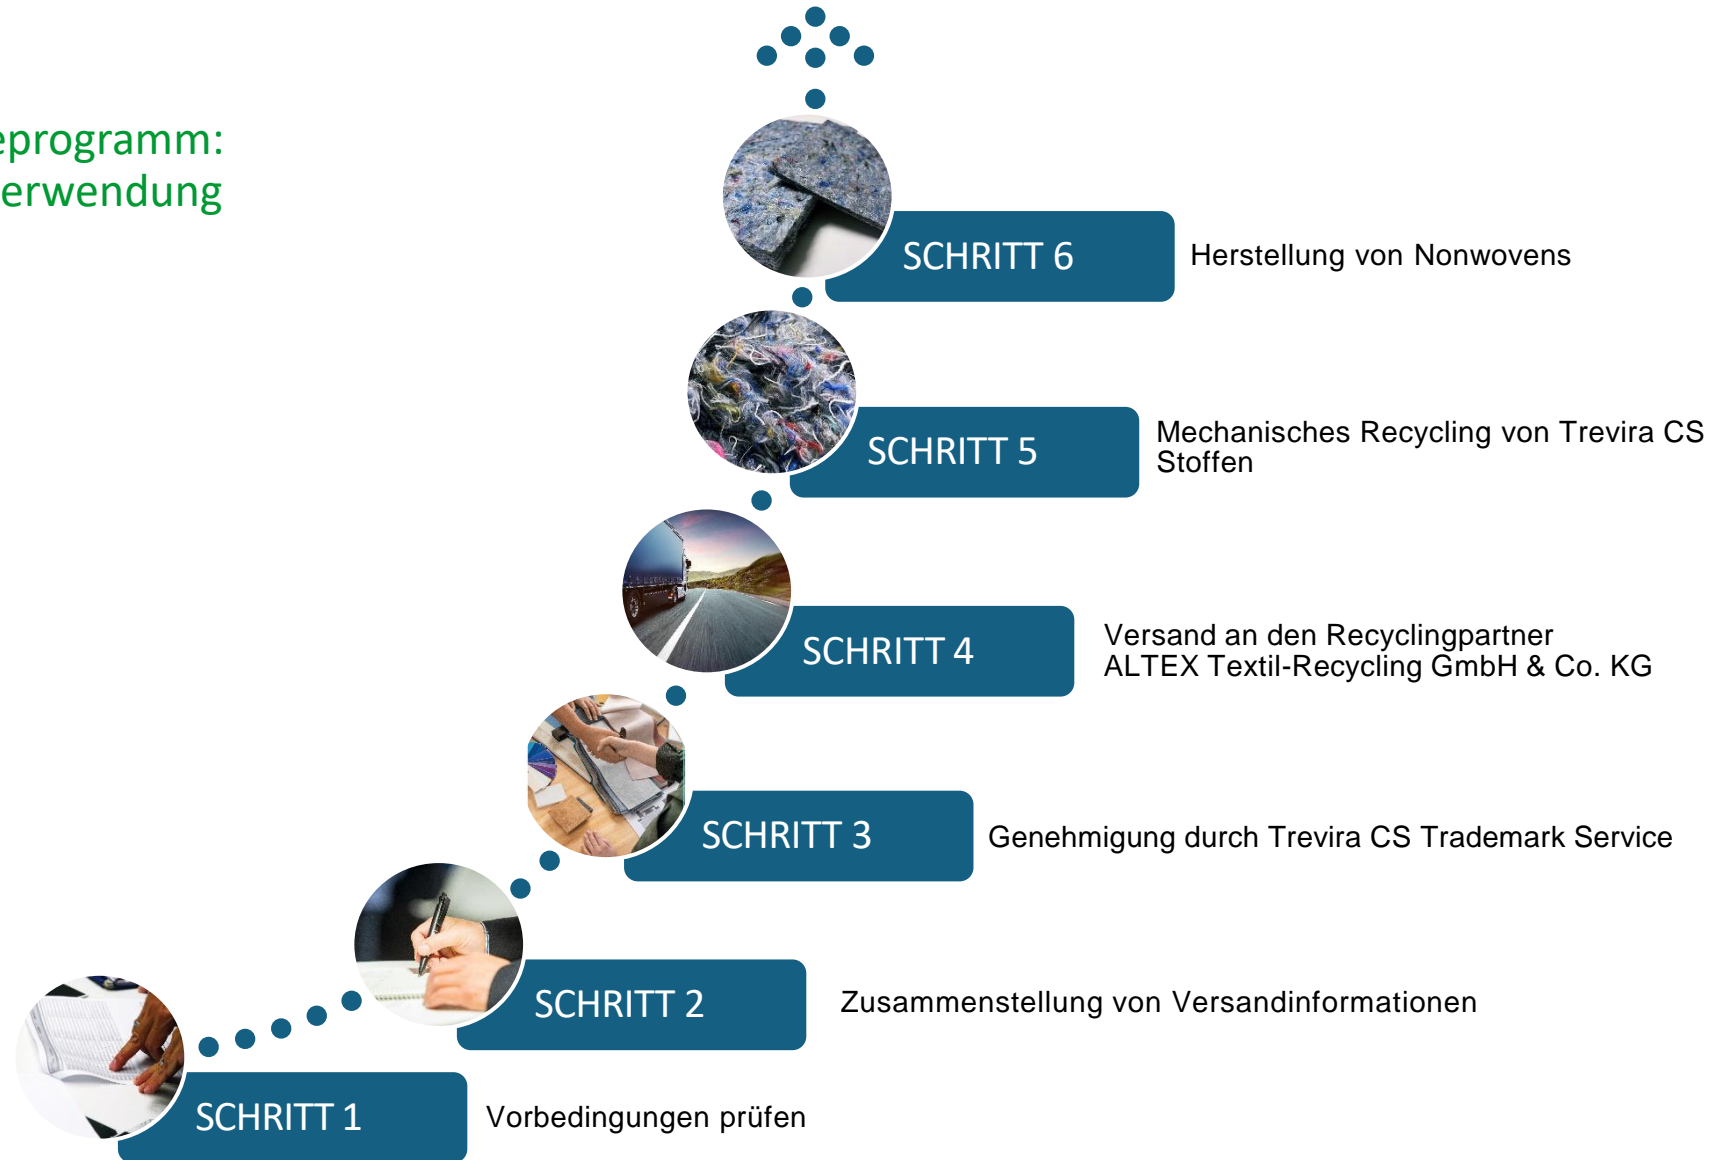 eprogramm:
erwendung
SCHRITT 6
Herstellung von Nonwovens
SCHRITT 5
Mechanisches Recycling von Trevira CS
Stoffen
SCHRITT 4
Versand an den Recyclingpartner
ALTEX Textil-Recycling GmbH & Co. KG
SCHRITT 3
Genehmigung durch Trevira CS Trademark Service
SCHRITT 2
Zusammenstellung von Versandinformationen
SCHRITT 1
Vorbedingungen prüfen